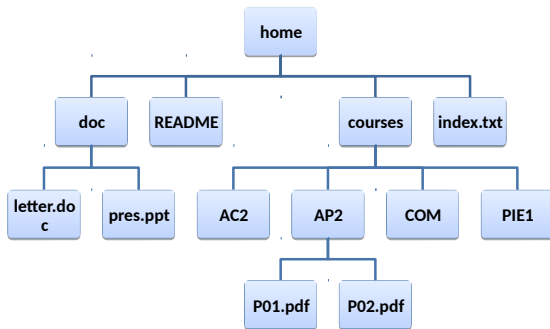 home
doc
README
courses
index.txt
letter.do
c
pres.ppt
AC2
AP2
COM
PIE1
P01.pdf
P02.pdf